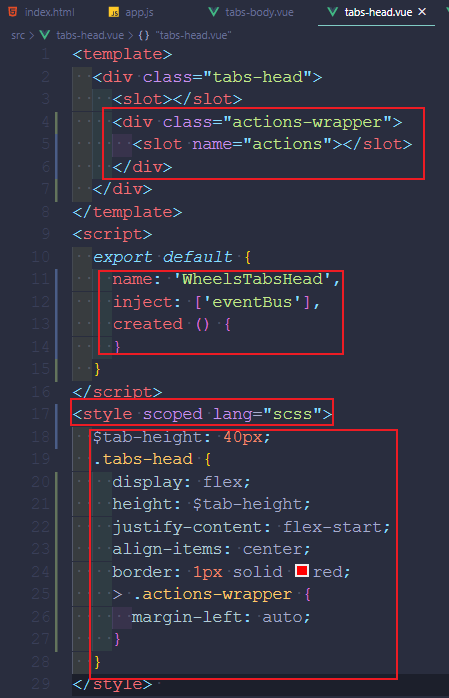 index.html app.js tabs-body.vue tabs-head.vue ×
src > tabs-head.vue > {} "tabs-head.vue"
1 <template>
2 <div class="tabs-head">
3 <slot></slot>
4 <div class="actions-wrapper">
5 <slot name="actions"></slot>
6 </div>
7 </div>
8 </template>
9 <script>
10 export default {
11 name: 'WheelsTabsHead',
12 inject: ['eventBus'],
13 created () {
14 }
15 }
16 </script>
17 <style scoped lang="scss">
18 $tab-height: 40px;
19 .tabs-head {
20 display: flex;
21 height: $tab-height;
22 justify-content: flex-start;
23 align-items: center;
24 border: 1px solid red;
25 > .actions-wrapper {
26 margin-left: auto;
27 }
28 }
29 </style>